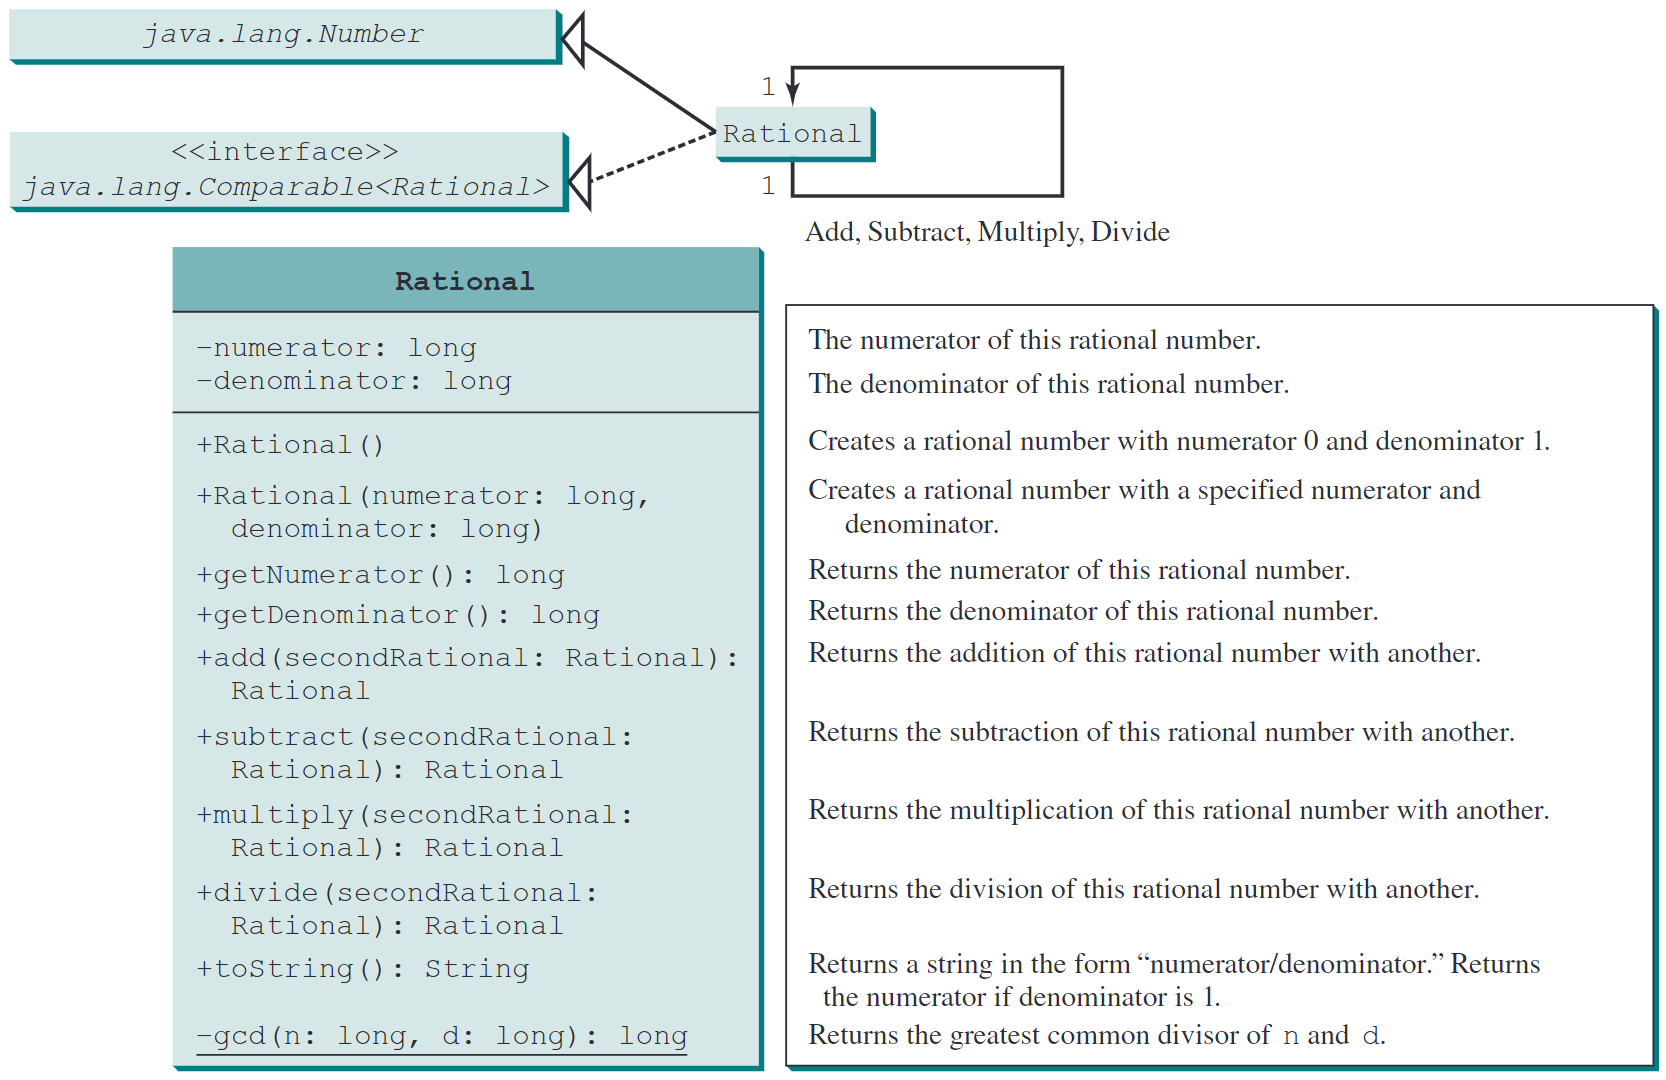 java.lang.Number
1
Rational
<<interface>>
java.lang.Comparable<Rational>
1
Add, Subtract, Multiply, Divide
Rational
−numerator: long
The numerator of this rational number.
−denominator: long
The denominator of this rational number.
+Rational()
Creates a rational number with numerator 0 and denominator 1.
+Rational(numerator: long,
denominator: long)
Creates a rational number with a specified numerator and
denominator.
+getNumerator(): long
Returns the numerator of this rational number.
+getDenominator(): long
Returns the denominator of this rational number.
+add(secondRational: Rational):
Rational
Returns the addition of this rational number with another.
+subtract(secondRational:
Rational): Rational
Returns the subtraction of this rational number with another.
+multiply(secondRational:
Rational): Rational
Returns the multiplication of this rational number with another.
+divide(secondRational:
Rational): Rational
Returns the division of this rational number with another.
+toString(): String
Returns a string in the form “numerator/denominator.” Returns
the numerator if denominator is 1.
−gcd(n: long, d: long): long
Returns the greatest common divisor of n and d.